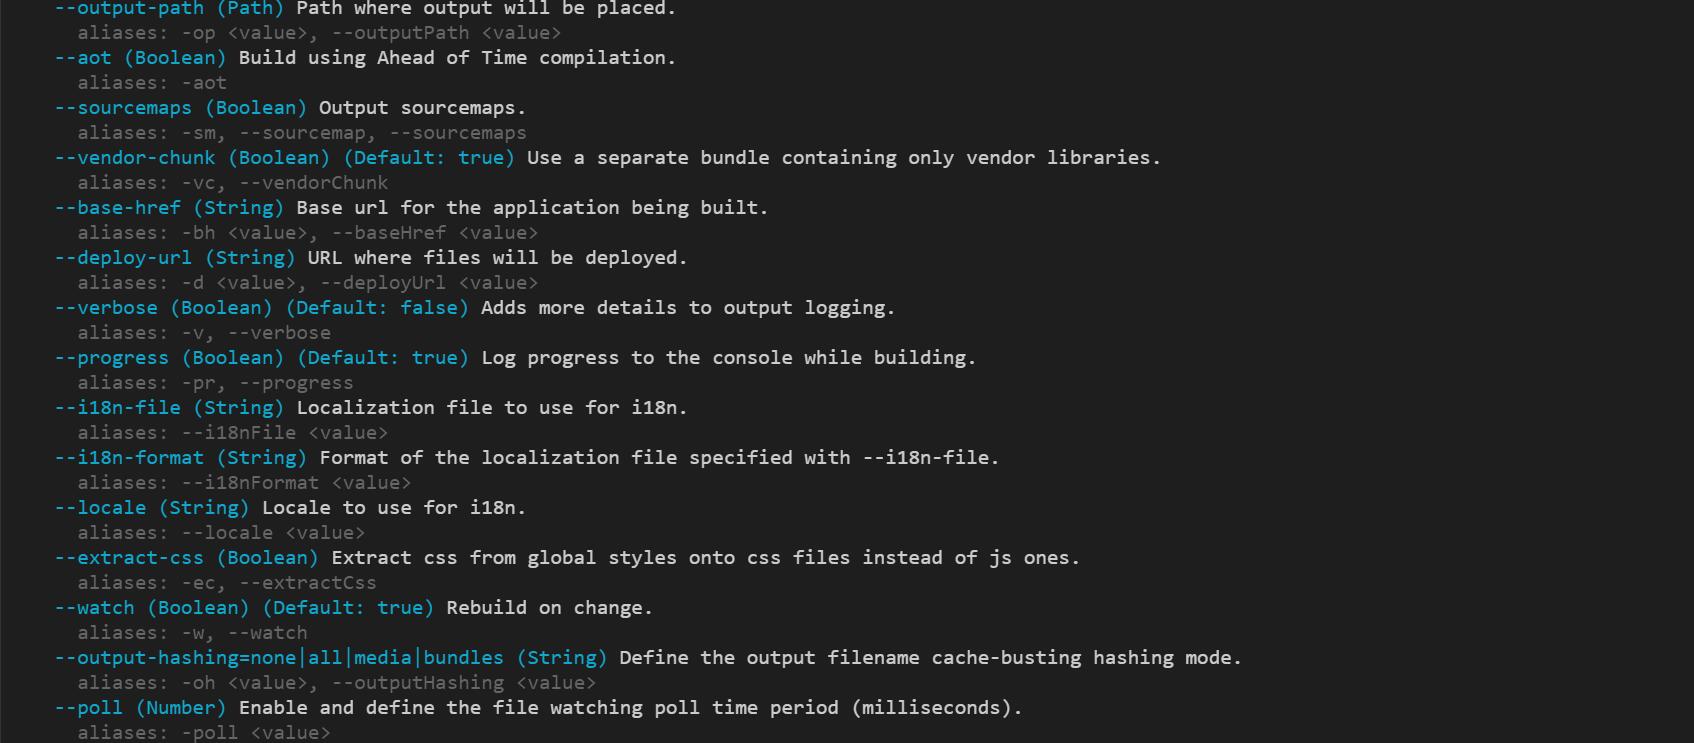 --output-path (Path) Path where output will be placed.
aliases: -op <value>, --outputPath <value>
--aot (Boolean) Build using Ahead of Time compilation.
aliases: -aot
--sourcemaps (Boolean) Output sourcemaps.
aliases: -sm, --sourcemap, --sourcemaps
--vendor-chunk (Boolean) (Default: true) Use a separate bundle containing only vendor libraries.
aliases: -vc, --vendorChunk
--base-href (String) Base url for the application being built.
aliases: -bh <value>, --baseHref <value>
--deploy-url (String) URL where files will be deployed.
aliases: -d <value>, --deployUrl <value>
--verbose (Boolean) (Default: false) Adds more details to output logging.
aliases: -v, --verbose
--progress (Boolean) (Default: true) Log progress to the console while building.
aliases: -pr, --progress
--i18n-file (String) Localization file to use for i18n.
aliases: --i18nFile <value>
--i18n-format (String) Format of the localization file specified with --i18n-file.
aliases: --i18nFormat <value>
--locale (String) Locale to use for i18n.
aliases: --locale <value>
--extract-css (Boolean) Extract css from global styles onto css files instead of js ones.
aliases: -ec, --extractCss
--watch (Boolean) (Default: true) Rebuild on change.
aliases: -w, --watch
--output-hashing=none|all|media|bundles (String) Define the output filename cache-busting hashing mode.
aliases: -oh <value>, --outputHashing <value>
--poll (Number) Enable and define the file watching poll time period (milliseconds).
aliases: -poll <value>